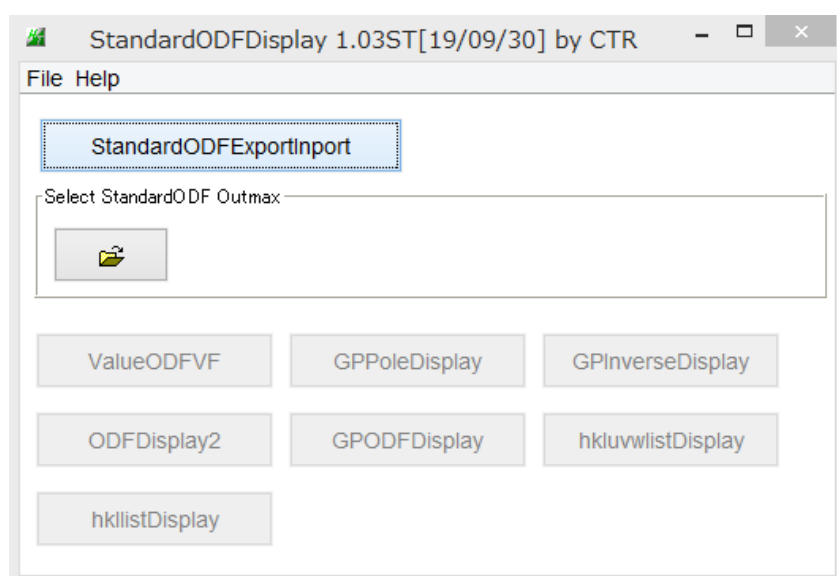 StandardODFDisplay 1.03ST[19/09/30] by CTR
File Help
StandardODFExportInport
Select StandardODF Outmax
ValueODFVF GPPoleDisplay GPInverseDisplay
ODFDisplay2 GPODFDisplay hkluvwlistDisplay
hkllistDisplay